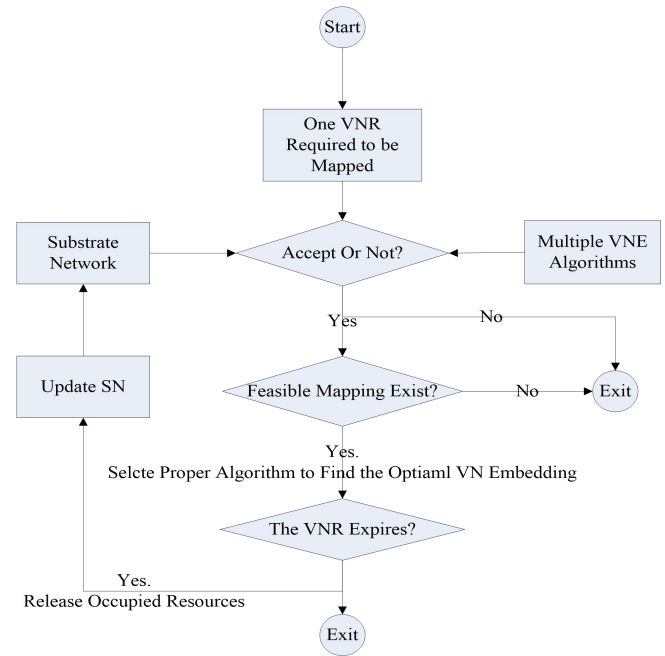 Start
One VNR
Required to be
Mapped
Substrate
Network
Accept Or Not?
Multiple VNE
Algorithms
Yes
No
Update SN
Feasible Mapping Exist?
No
Exit
Yes.
Selcte Proper Algorithm to Find the Optiaml VN Embedding
The VNR Expires?
Yes.
Release Occupied Resources
Exit